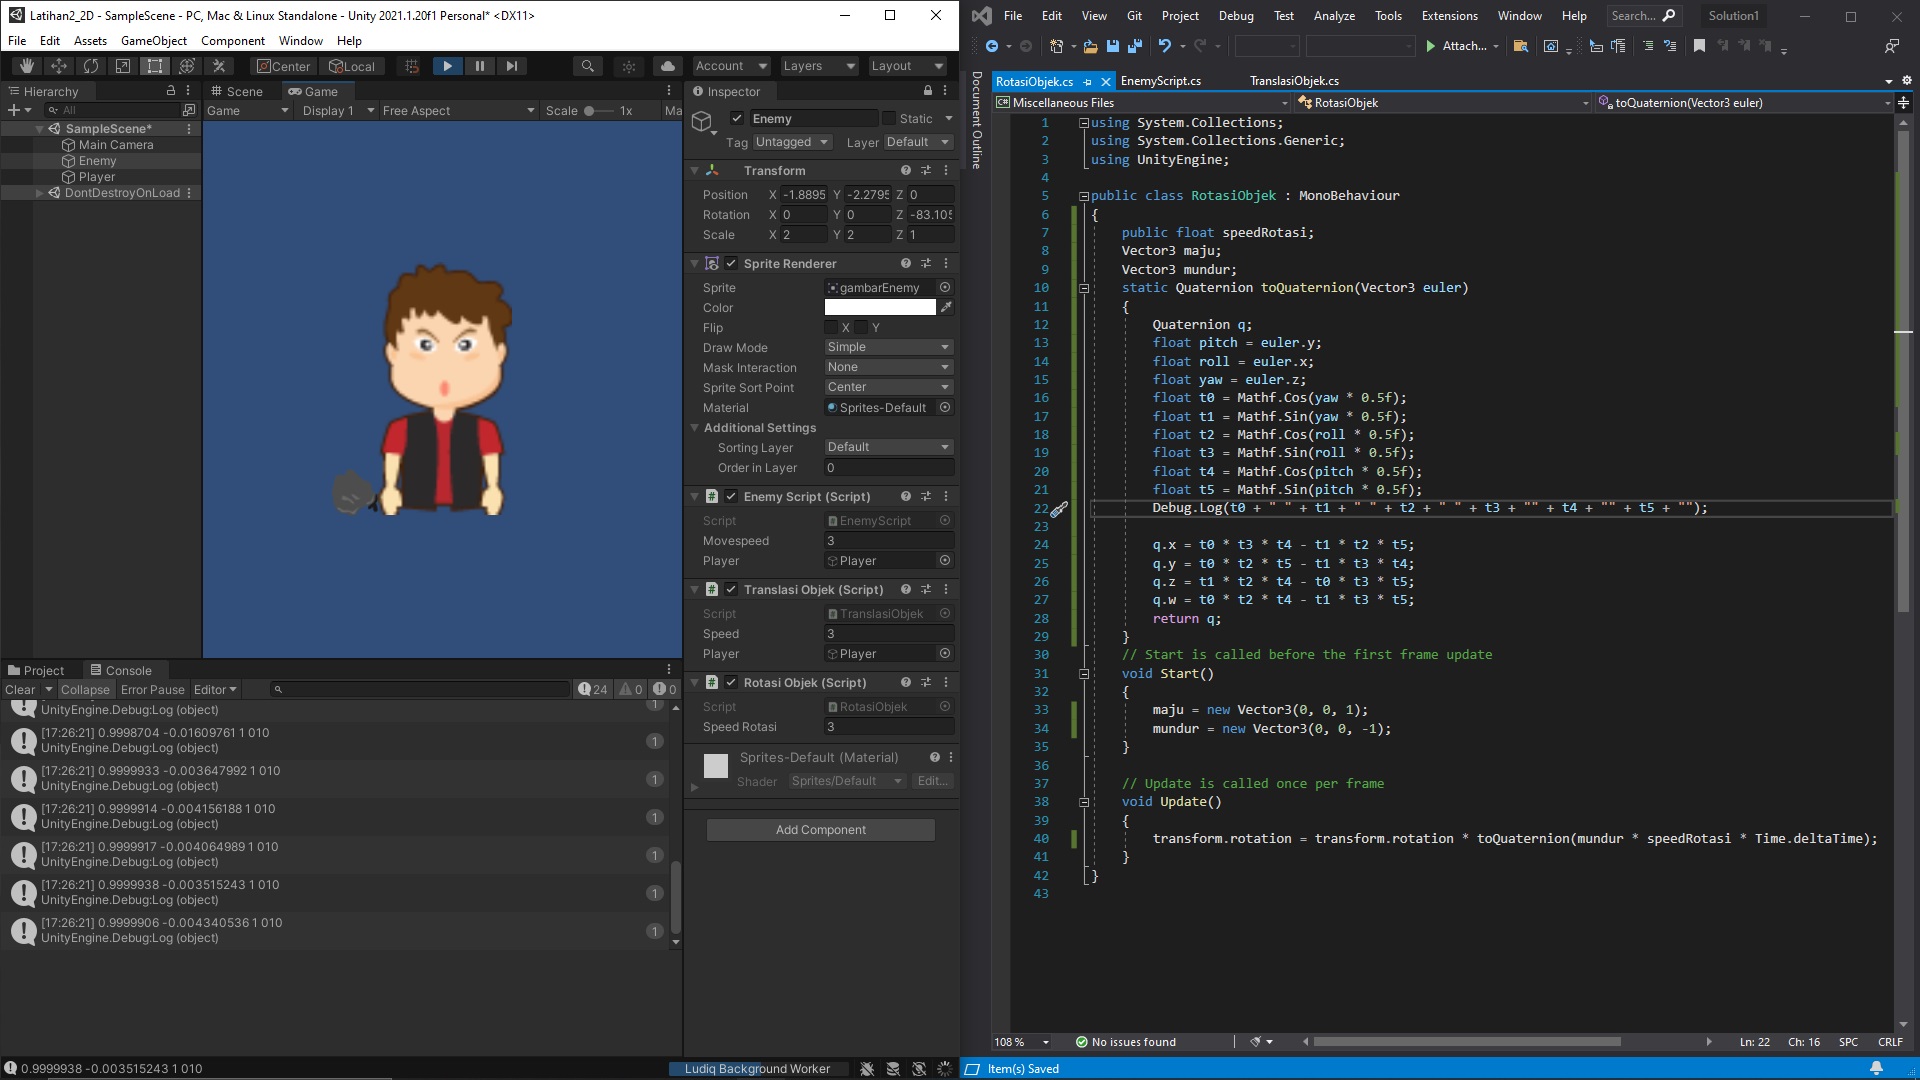 Latihan2_2D - SampleScene - PC, Mac & Linux Standalone - Unity 2021.1.20f1 Personal* <DX11>
File Edit Assets GameObject Component Window Help
Center Local
Account Layers Layout
Hierarchy
All
SampleScene*
Main Camera
Enemy
Player
DontDestroyOnLoad
Scene Game
Game Display 1 Free Aspect Scale 1x Ma
Inspector
Enemy Static
Tag Untagged Layer Default
Transform
Position X -1.8895 Y -2.2795 Z 0
Rotation X 0 Y 0 Z -83.105
Scale X 2 Y 2 Z 1
Sprite Renderer
Sprite gambarEnemy
Color
Flip X Y
Draw Mode Simple
Mask Interaction None
Sprite Sort Point Center
Material Sprites-Default
Additional Settings
Sorting Layer Default
Order in Layer 0
Enemy Script (Script)
Script EnemyScript
Movespeed 3
Player Player
Translasi Objek (Script)
Script TranslasiObjek
Speed 3
Player Player
Rotasi Objek (Script)
Script RotasiObjek
Speed Rotasi 3
Sprites-Default (Material)
Shader Sprites/Default Edit...
Add Component
Project Console
Clear Collapse Error Pause Editor 24 0 0
UnityEngine.Debug:Log (object) 1
[17:26:21] 0.9998704 -0.01609761 1 010
UnityEngine.Debug:Log (object) 1
[17:26:21] 0.9999933 -0.003647992 1 010
UnityEngine.Debug:Log (object) 1
[17:26:21] 0.9999914 -0.004156188 1 010
UnityEngine.Debug:Log (object) 1
[17:26:21] 0.9999917 -0.004064989 1 010
UnityEngine.Debug:Log (object) 1
[17:26:21] 0.9999938 -0.003515243 1 010
UnityEngine.Debug:Log (object) 1
[17:26:21] 0.9999906 -0.004340536 1 010
UnityEngine.Debug:Log (object) 1
0.9999938 -0.003515243 1 010
Ludiq Background Worker
File Edit View Git Project Debug Test Analyze Tools Extensions Window Help Search... Solution1
Attach...
Document Outline
RotasiObjek.cs EnemyScript.cs TranslasiObjek.cs
Miscellaneous Files RotasiObjek toQuaternion(Vector3 euler)
1 using System.Collections;
2 using System.Collections.Generic;
3 using UnityEngine;
4
5 public class RotasiObjek : MonoBehaviour
6 {
7 public float speedRotasi;
8 Vector3 maju;
9 Vector3 mundur;
10 static Quaternion toQuaternion(Vector3 euler)
11 {
12 Quaternion q;
13 float pitch = euler.y;
14 float roll = euler.x;
15 float yaw = euler.z;
16 float t0 = Mathf.Cos(yaw * 0.5f);
17 float t1 = Mathf.Sin(yaw * 0.5f);
18 float t2 = Mathf.Cos(roll * 0.5f);
19 float t3 = Mathf.Sin(roll * 0.5f);
20 float t4 = Mathf.Cos(pitch * 0.5f);
21 float t5 = Mathf.Sin(pitch * 0.5f);
22 Debug.Log(t0 + " " + t1 + " " + t2 + " " + t3 + "" + t4 + "" + t5 + "");
23
24 q.x = t0 * t3 * t4 - t1 * t2 * t5;
25 q.y = t0 * t2 * t5 - t1 * t3 * t4;
26 q.z = t1 * t2 * t4 - t0 * t3 * t5;
27 q.w = t0 * t2 * t4 - t1 * t3 * t5;
28 return q;
29 }
30 // Start is called before the first frame update
31 void Start()
32 {
33 maju = new Vector3(0, 0, 1);
34 mundur = new Vector3(0, 0, -1);
35 }
36
37 // Update is called once per frame
38 void Update()
39 {
40 transform.rotation = transform.rotation * toQuaternion(mundur * speedRotasi * Time.deltaTime);
41 }
42 }
43
108 % No issues found Ln: 22 Ch: 16 SPC CRLF
Item(s) Saved